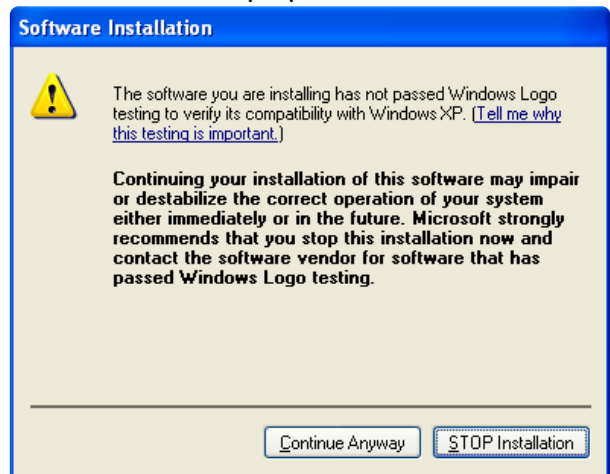 Software Installation
The software you are installing has not passed Windows Logo
testing to verify its compatibility with Windows XP. (Tell me why
this testing is important.)
Continuing your installation of this software may impair
or destabilize the correct operation of your system
either immediately or in the future. Microsoft strongly
recommends that you stop this installation now and
contact the software vendor for software that has
passed Windows Logo testing.
Continue Anyway
STOP Installation